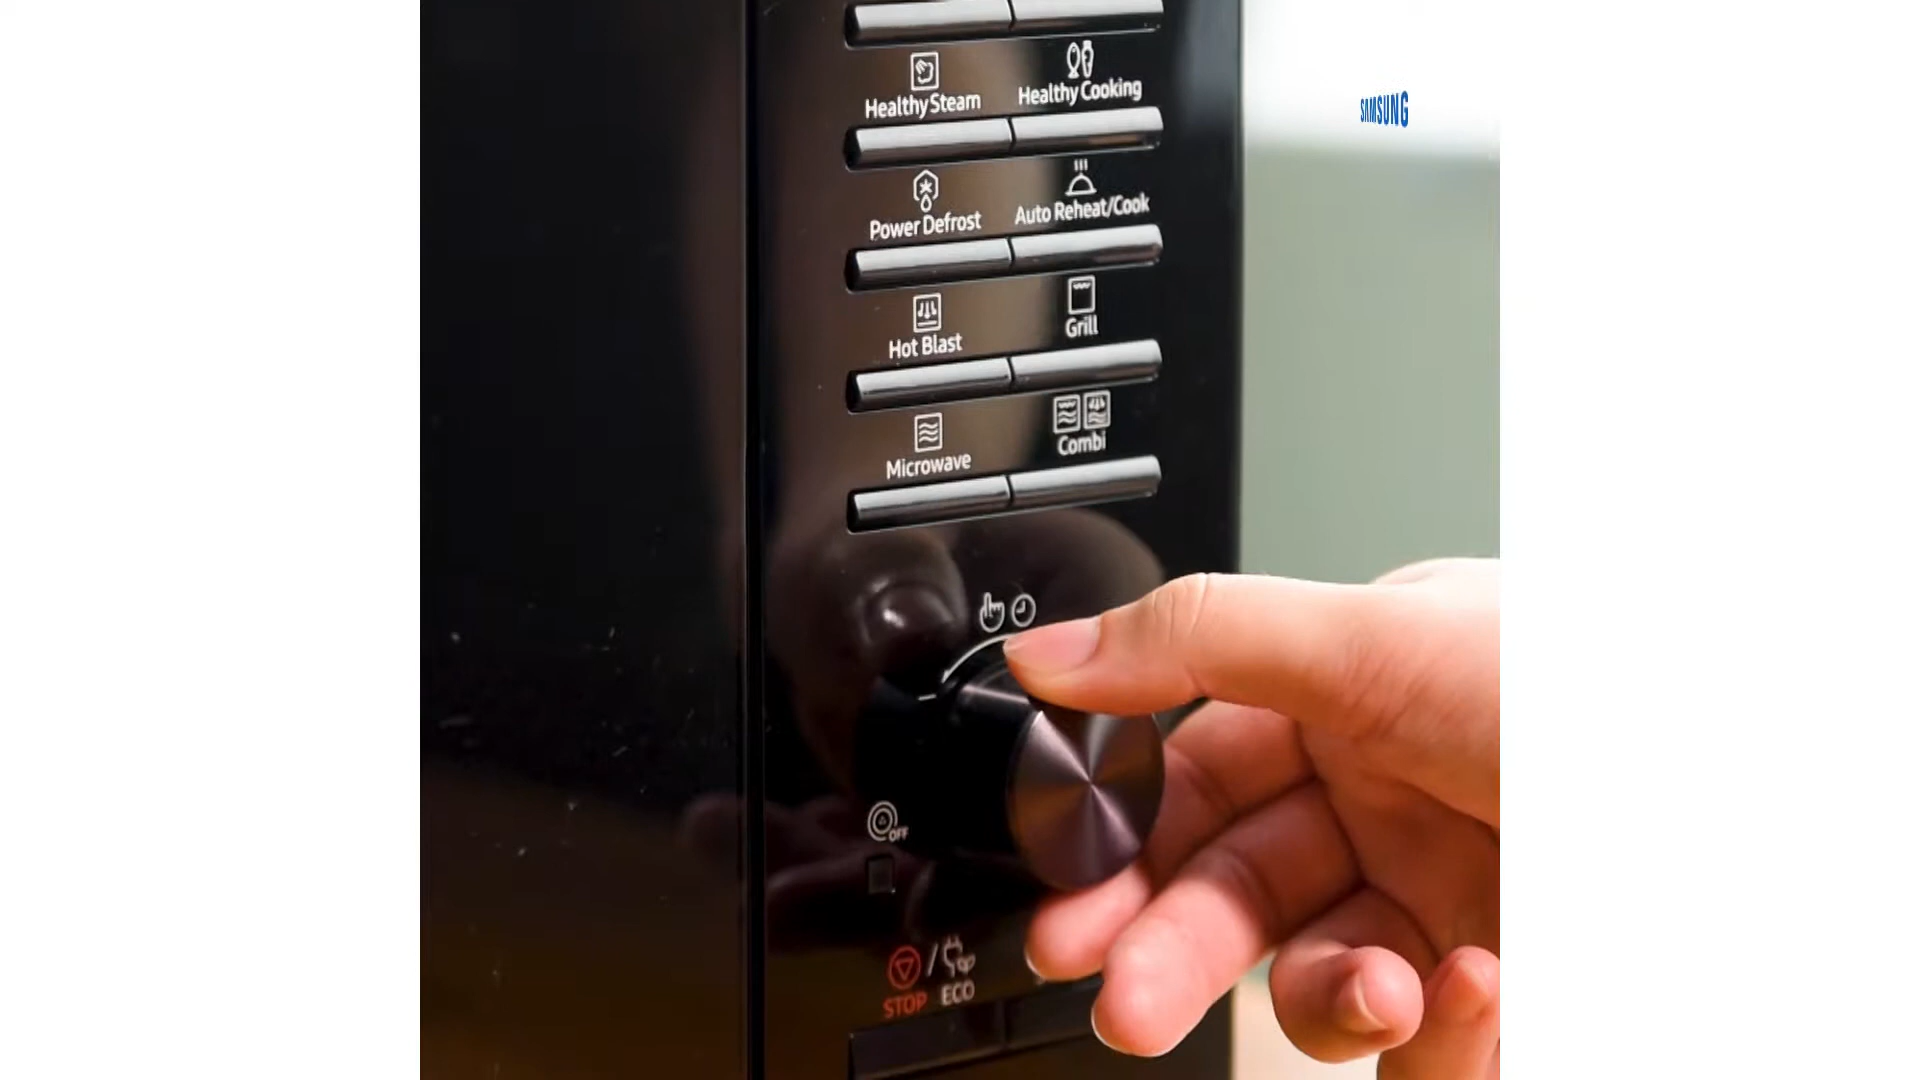 SAMSUNG
Healthy Steam
Healthy Cooking
Power Defrost
Auto Reheat/Cook
Hot Blast
Grill
Microwave
Combi
OFF
STOP / ECO